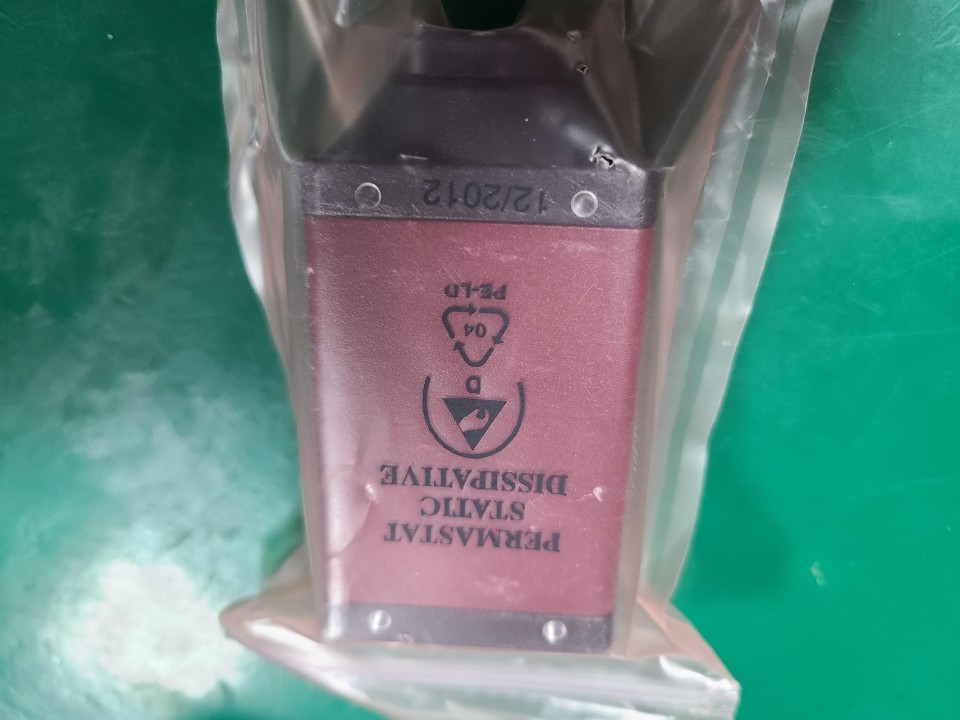 PERMASTAT
STATIC
DISSIPATIVE
D
04
PE-LD
12/2012